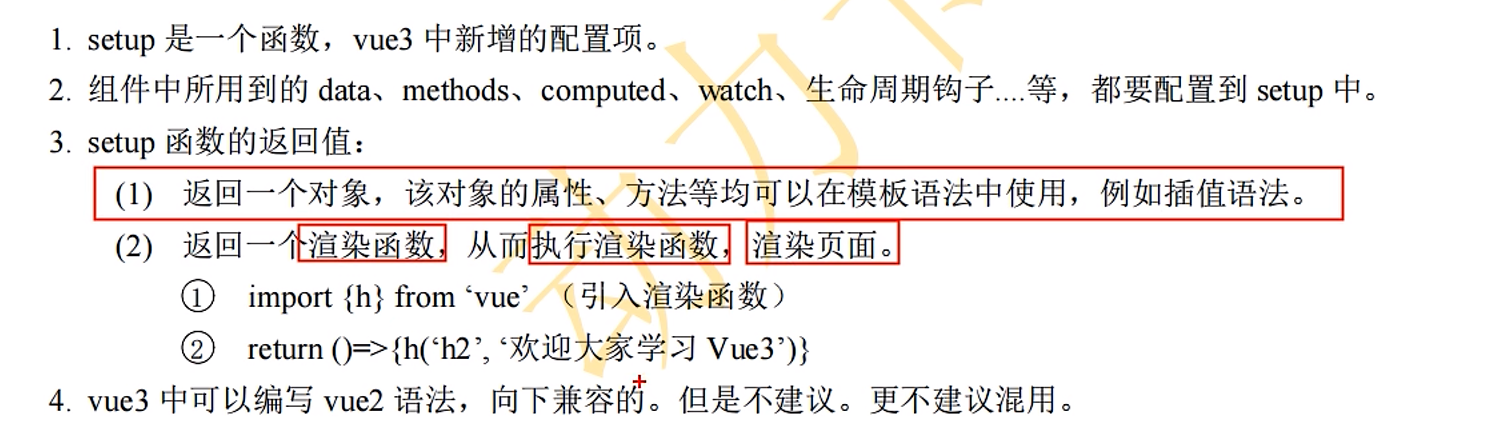 1. setup 是一个函数，vue3 中新增的配置项。
2. 组件中所用到的 data、methods、computed、watch、生命周期钩子....等，都要配置到 setup 中。
3. setup 函数的返回值：
(1) 返回一个对象，该对象的属性、方法等均可以在模板语法中使用，例如插值语法。
(2) 返回一个渲染函数，从而执行渲染函数，渲染页面。
① import {h} from ‘vue’ （引入渲染函数）
② return ()=>{h(‘h2’, ‘欢迎大家学习 Vue3’)}
4. vue3 中可以编写 vue2 语法，向下兼容的。但是不建议。更不建议混用。
动力